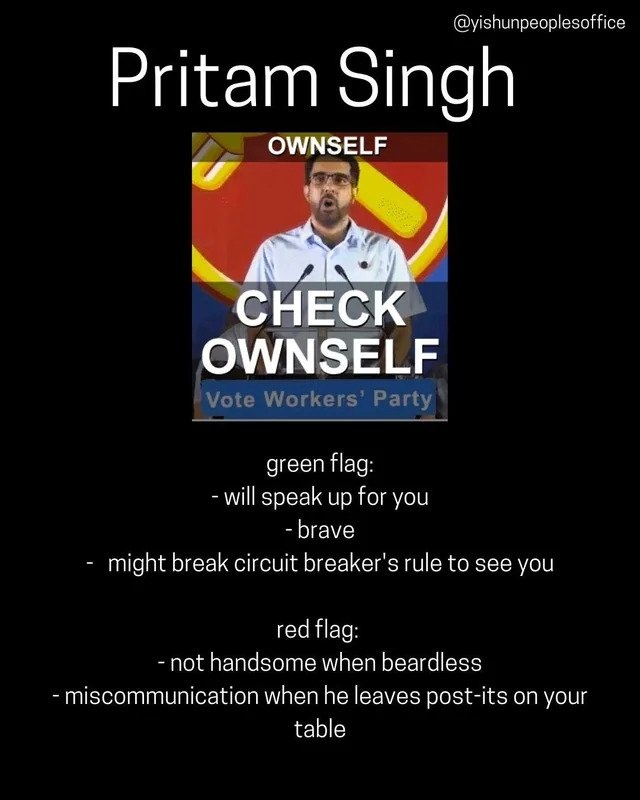 @yishunpeoplesoffice
Pritam Singh
OWNSELF
CHECK
OWNSELF
Vote Workers' Party
green flag:
- will speak up for you
- brave
- might break circuit breaker's rule to see you
red flag:
- not handsome when beardless
- miscommunication when he leaves post-its on your
table